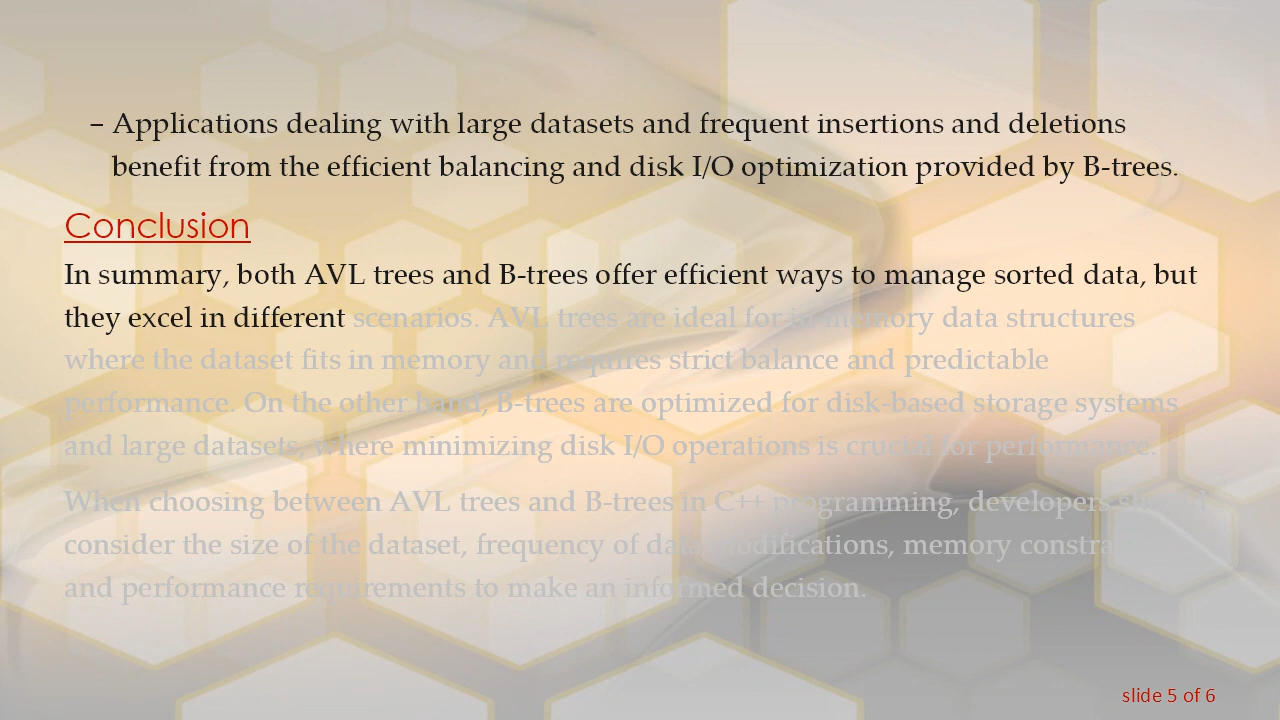 – Applications dealing with large datasets and frequent insertions and deletions
benefit from the efficient balancing and disk I/O optimization provided by B-trees.
Conclusion
In summary, both AVL trees and B-trees offer efficient ways to manage sorted data, but
they excel in different scenarios. AVL trees are ideal for in-memory data structures
where the dataset fits in memory and requires strict balance and predictable
performance. On the other hand, B-trees are optimized for disk-based storage systems
and large datasets, where minimizing disk I/O operations is crucial for performance.
When choosing between AVL trees and B-trees in C++ programming, developers should
consider the size of the dataset, frequency of data modifications, memory constraints,
and performance requirements to make an informed decision.
slide 5 of 6